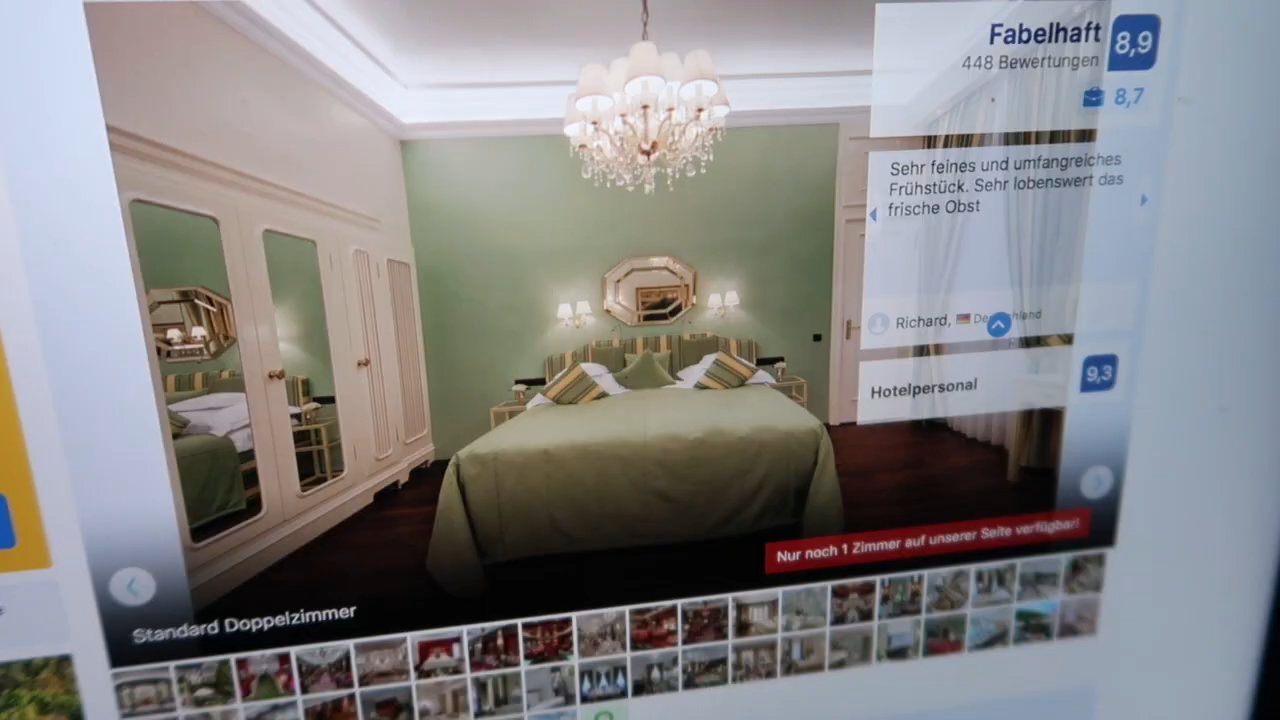 Fabelhaft
8,9
448 Bewertungen
8,7
Sehr feines und umfangreiches
Frühstück. Sehr lobenswert das
frische Obst
Richard,
Hotelpersonal
9,3
Nur noch 1 Zimmer auf unserer Seite verfügbar!
Standard Doppelzimmer